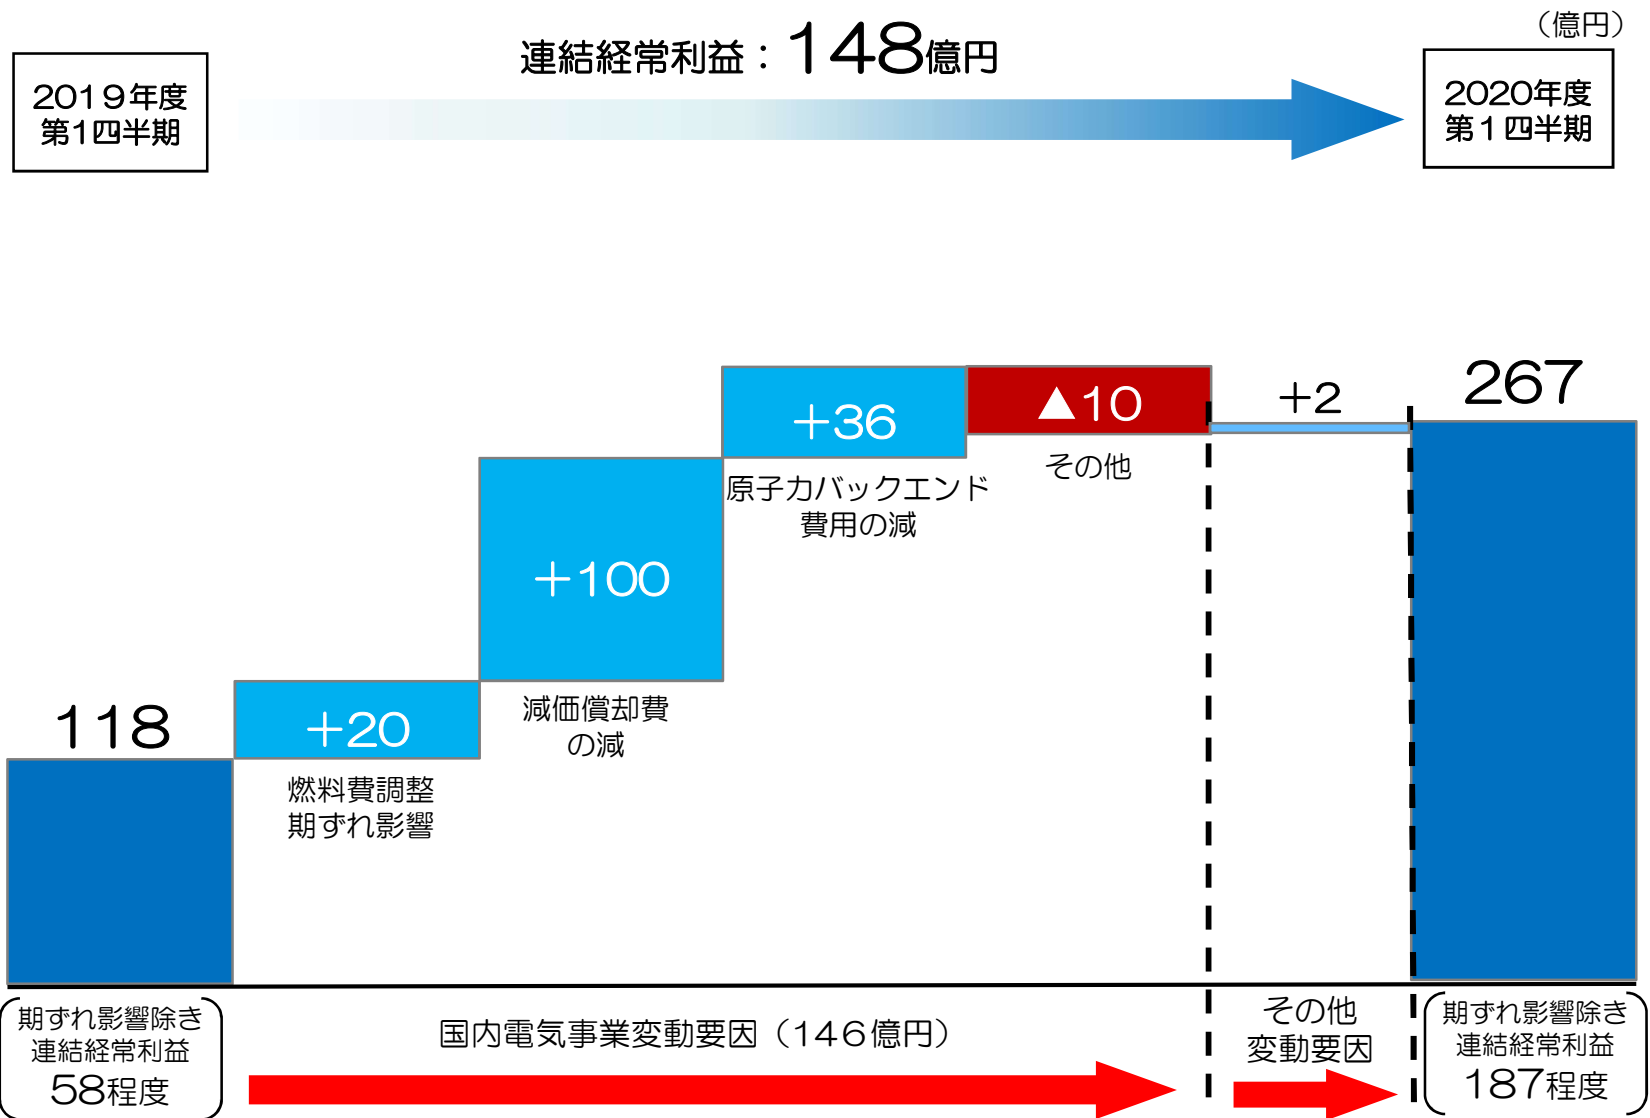 （億円）
連結経常利益：148億円
2019年度
第1四半期
2020年度
第1四半期
118
+20
燃料費調整
期ずれ影響
+100
減価償却費
の減
+36
原子力バックエンド
費用の減
▲10
その他
+2
267
期ずれ影響除き
連結経常利益
58程度
国内電気事業変動要因（146億円）
その他
変動要因
期ずれ影響除き
連結経常利益
187程度